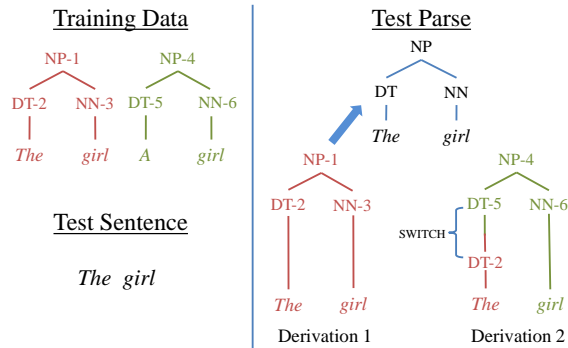 Training Data
NP-1 NP-4
DT-2 NN-3 DT-5 NN-6
The girl A girl
Test Sentence
The girl
Test Parse
NP
DT NN
The girl
NP-1 NP-4
DT-2 NN-3 DT-5 NN-6
SWITCH
DT-2
The girl The girl
Derivation 1 Derivation 2